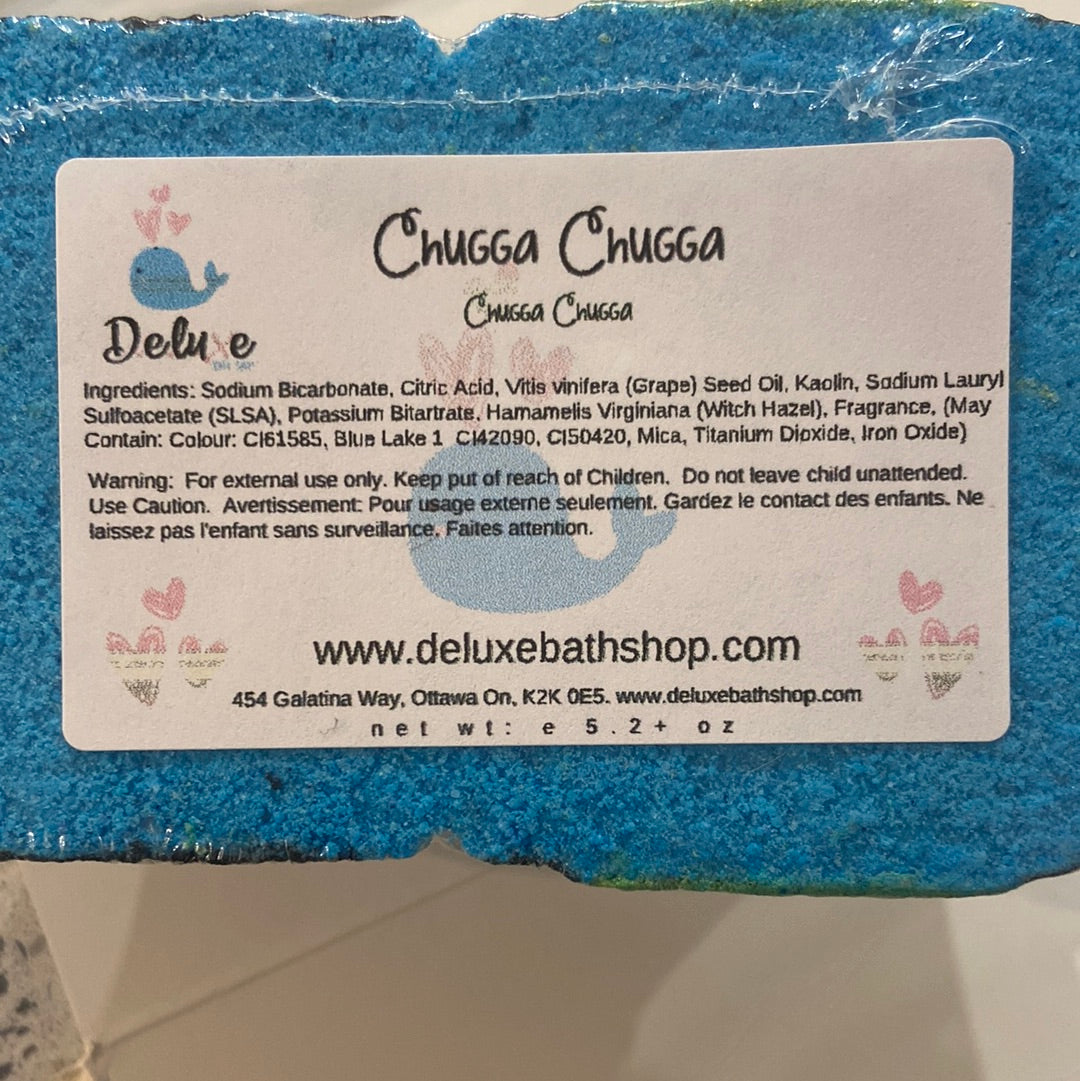 Chugga Chugga
Chugga Chugga
Deluxe
Ingredients: Sodium Bicarbonate, Citric Acid, Vitis vinifera (Grape) Seed Oil, Kaolin, Sodium Lauryl
Sulfoacetate (SLSA), Potassium Bitartrate, Hamamelis Virginiana (Witch Hazel), Fragrance, (May
Contain: Colour: CI61585, Blue Lake 1 CI42090, CI50420, Mica, Titanium Dioxide, Iron Oxide)
Warning: For external use only. Keep put of reach of Children. Do not leave child unattended.
Use Caution. Avertissement: Pour usage externe seulement. Gardez le contact des enfants. Ne
laissez pas l'enfant sans surveillance. Faites attention.
www.deluxebathshop.com
454 Galatina Way, Ottawa On, K2K 0E5. www.deluxebathshop.com
net wt: e 5.2+ oz